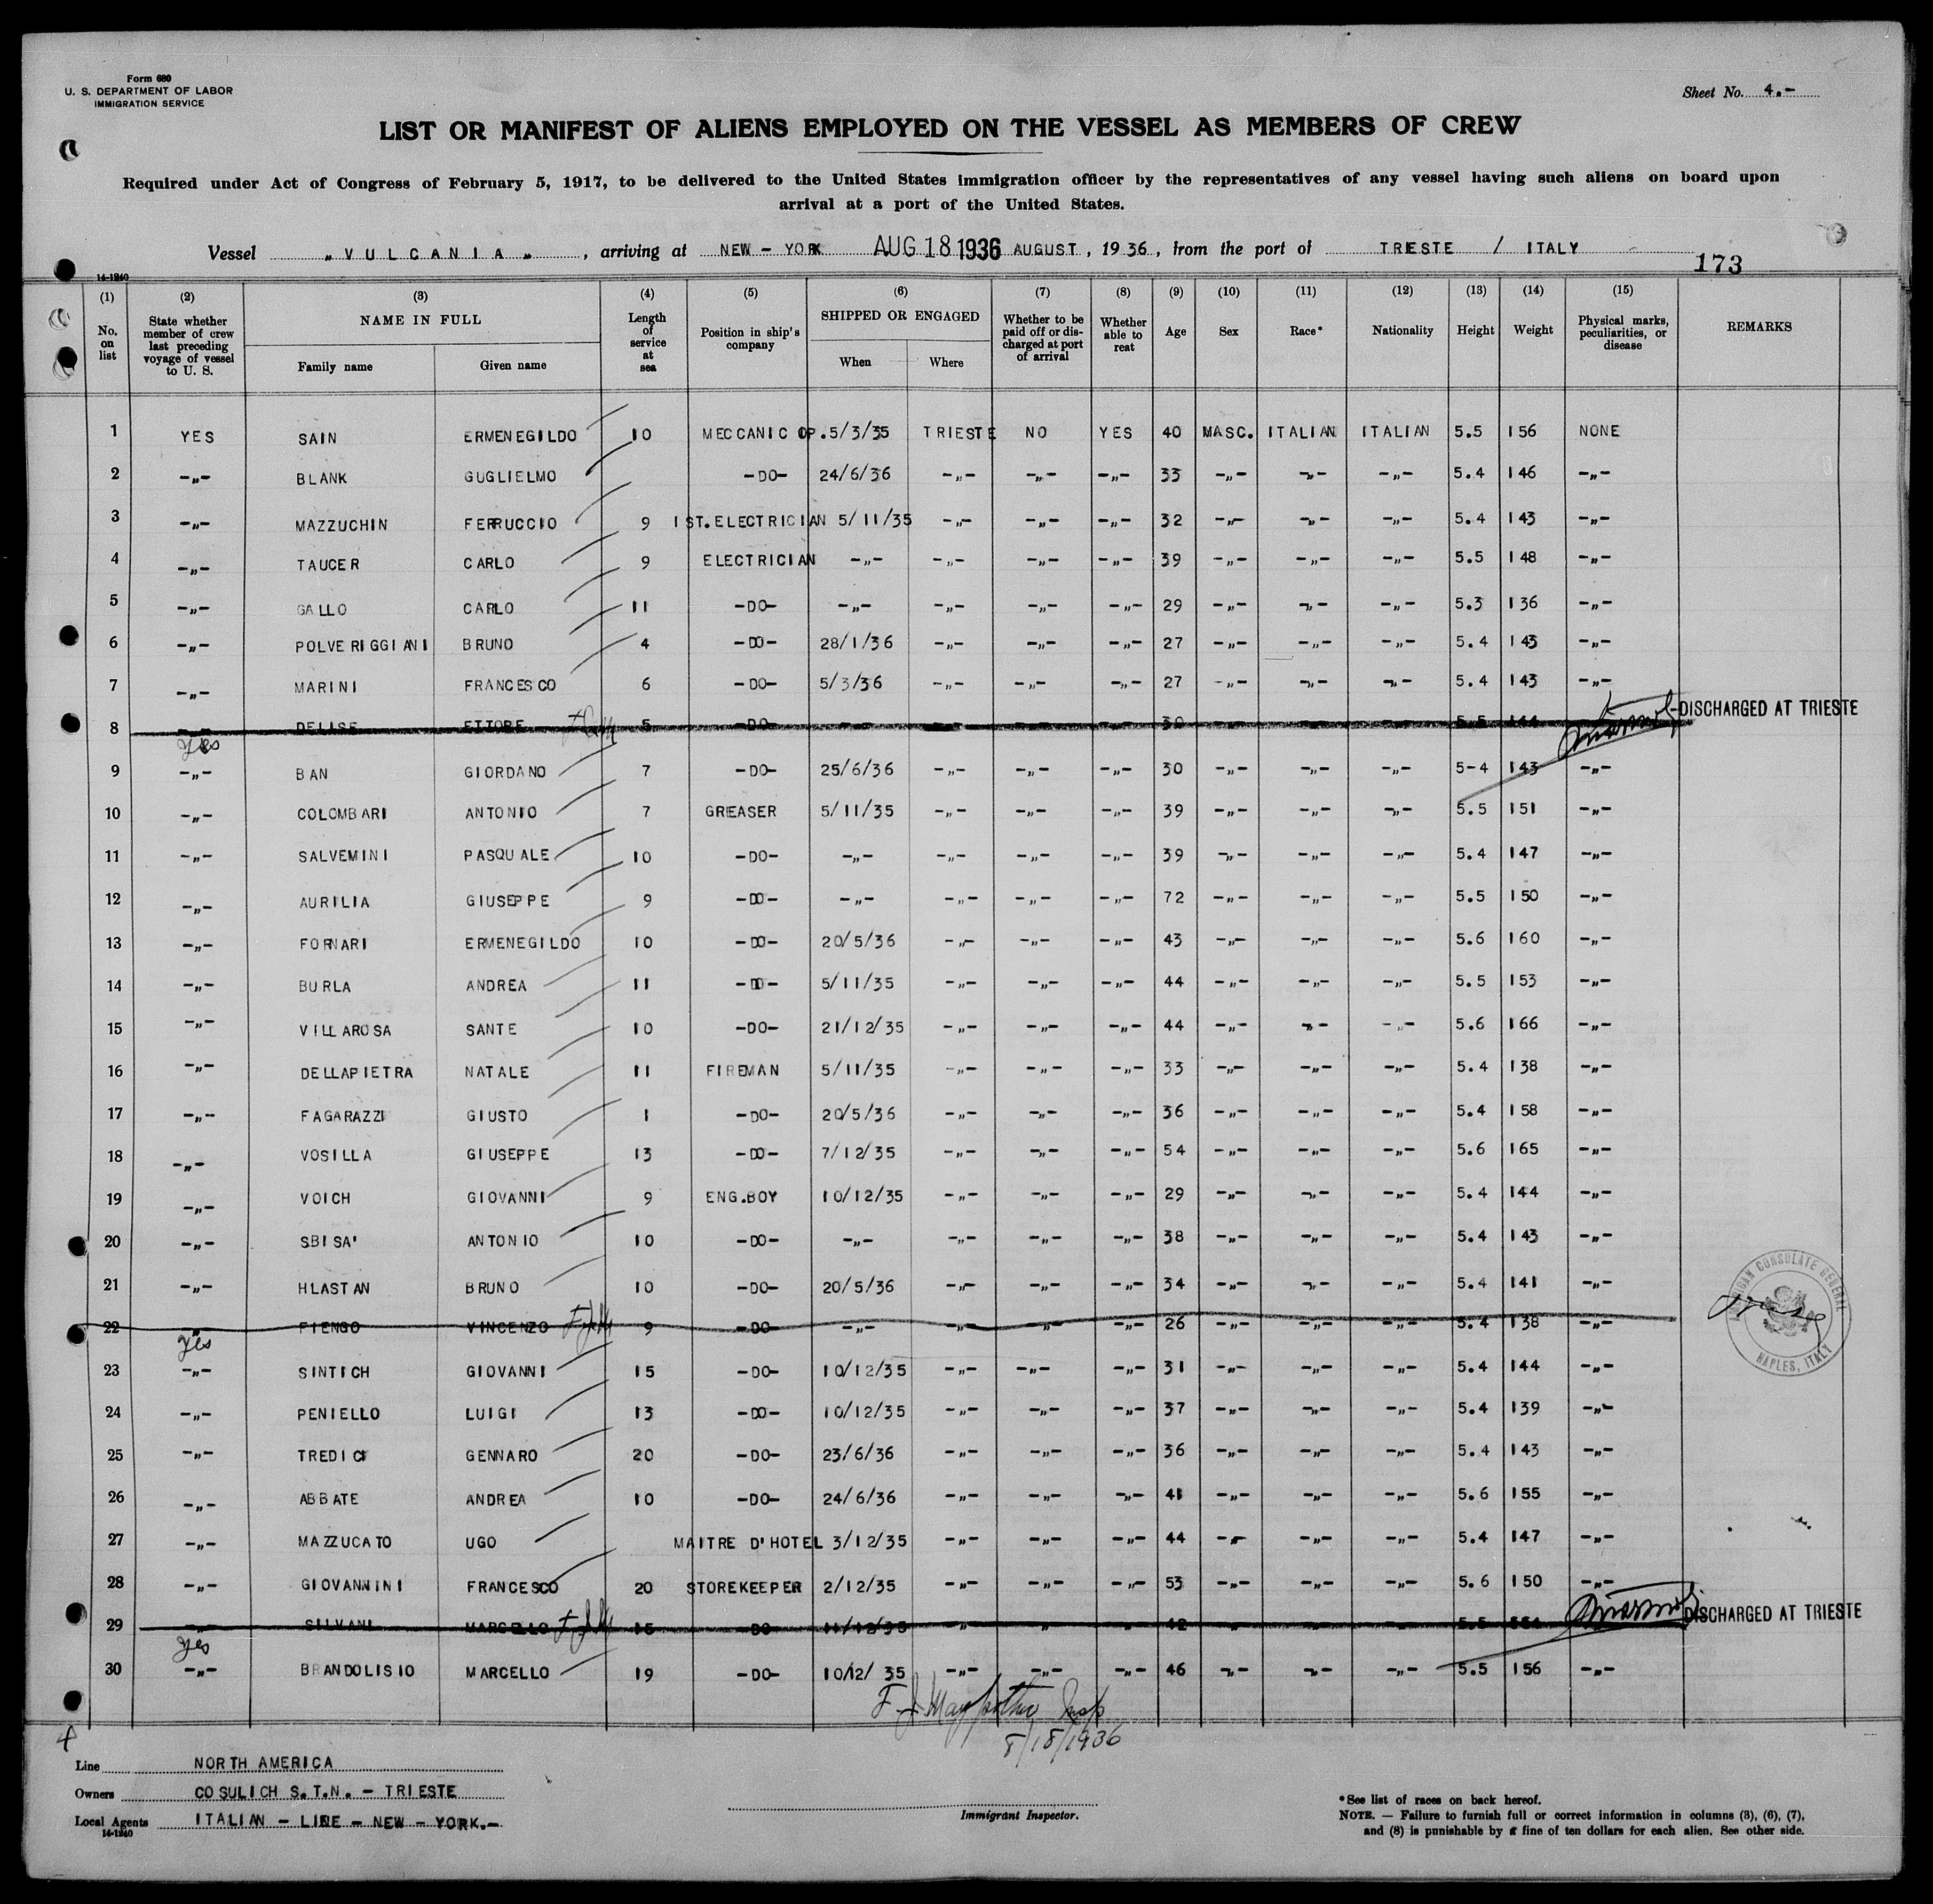 Form 680
U. S. DEPARTMENT OF LABOR
IMMIGRATION SERVICE
Sheet No. 4.-
LIST OR MANIFEST OF ALIENS EMPLOYED ON THE VESSEL AS MEMBERS OF CREW
Required under Act of Congress of February 5, 1917, to be delivered to the United States immigration officer by the representatives of any vessel having such aliens on board upon
arrival at a port of the United States.
Vessel „VULCANIA„, arriving at NEW-YORK AUG 18 1936 AUGUST, 1936, from the port of TRIESTE / ITALY
173
14-1240
(1) (2) (3) (4) (5) (6) (7) (8) (9) (10) (11) (12) (13) (14) (15)
No. on list | State whether member of crew last preceding voyage of vessel to U. S. | NAME IN FULL Family name Given name | Length of service at sea | Position in ship's company | SHIPPED OR ENGAGED When Where | Whether to be paid off or discharged at port of arrival | Whether able to reat | Age | Sex | Race* | Nationality | Height | Weight | Physical marks, peculiarities, or disease | REMARKS
1 YES SAIN ERMENEGILDO 10 MECCANIC OP. 5/3/35 TRIESTE NO YES 40 MASC. ITALIAN ITALIAN 5.5 156 NONE
2 -„- BLANK GUGLIELMO -DO- 24/6/36 -„- -„- -„- 33 -„- -„- -„- 5.4 146 -„-
3 -„- MAZZUCHIN FERRUCCIO 9 1ST.ELECTRICIAN 5/11/35 -„- -„- -„- 32 -„- -„- -„- 5.4 143 -„-
4 -„- TAUCER CARLO 9 ELECTRICIAN -„- -„- -„- -„- 39 -„- -„- -„- 5.5 148 -„-
5 -„- GALLO CARLO 11 -DO- -„- -„- -„- -„- 29 -„- -„- -„- 5.3 136 -„-
6 -„- POLVERIGGIANI BRUNO 4 -DO- 28/1/36 -„- -„- -„- 27 -„- -„- -„- 5.4 143 -„-
7 -„- MARINI FRANCESCO 6 -DO- 5/3/36 -„- -„- -„- 27 -„- -„- -„- 5.4 143 -„-
8 -„- DELISE ETTORE 5 -DO- -„- -„- -„- -„- 30 -„- -„- -„- 5.5 144 DISCHARGED AT TRIESTE
yes
9 -„- BAN GIORDANO 7 -DO- 25/6/36 -„- -„- -„- 30 -„- -„- -„- 5-4 143 -„-
10 -„- COLOMBARI ANTONIO 7 GREASER 5/11/35 -„- -„- -„- 39 -„- -„- -„- 5.5 151 -„-
11 -„- SALVEMINI PASQUALE 10 -DO- -„- -„- -„- -„- 39 -„- -„- -„- 5.4 147 -„-
12 -„- AURILIA GIUSEPPE 9 -DO- -„- -„- -„- -„- 72 -„- -„- -„- 5.5 150 -„-
13 -„- FORNARI ERMENEGILDO 10 -DO- 20/5/36 -„- -„- -„- 43 -„- -„- -„- 5.6 160 -„-
14 -„- BURLA ANDREA 11 -DO- 5/11/35 -„- -„- -„- 44 -„- -„- -„- 5.5 153 -„-
15 -„- VILLAROSA SANTE 10 -DO- 21/12/35 -„- -„- -„- 44 -„- -„- -„- 5.6 166 -„-
16 -„- DELLAPIETRA NATALE 11 FIREMAN 5/11/35 -„- -„- -„- 33 -„- -„- -„- 5.4 138 -„-
17 -„- FAGARAZZI GIUSTO 1 -DO- 20/5/36 -„- -„- -„- 36 -„- -„- -„- 5.4 158 -„-
18 -„- VOSILLA GIUSEPPE 13 -DO- 7/12/35 -„- -„- -„- 54 -„- -„- -„- 5.6 165 -„-
19 -„- VOICH GIOVANNI 9 ENG.BOY 10/12/35 -„- -„- -„- 29 -„- -„- -„- 5.4 144 -„-
20 -„- SBISA' ANTONIO 10 -DO- -„- -„- -„- -„- 38 -„- -„- -„- 5.4 143 -„-
21 -„- HLASTAN BRUNO 10 -DO- 20/5/36 -„- -„- -„- 34 -„- -„- -„- 5.4 141 -„-
22 -„- FIENGO VINCENZO 9 -DO- -„- -„- -„- -„- 26 -„- -„- -„- 5.4 138 -„-
yes
AMERICAN CONSULATE GENERAL NAPLES, ITALY
23 -„- SINTICH GIOVANNI 15 -DO- 10/12/35 -„- -„- -„- 31 -„- -„- -„- 5.4 144 -„-
24 -„- PENIELLO LUIGI 13 -DO- 10/12/35 -„- -„- -„- 37 -„- -„- -„- 5.4 139 -„-
25 -„- TREDICI GENNARO 20 -DO- 23/6/36 -„- -„- -„- 36 -„- -„- -„- 5.4 143 -„-
26 -„- ABBATE ANDREA 10 -DO- 24/6/36 -„- -„- -„- 41 -„- -„- -„- 5.6 155 -„-
27 -„- MAZZUCATO UGO MAITRE D'HOTEL 3/12/35 -„- -„- -„- 44 -„- -„- -„- 5.4 147 -„-
28 -„- GIOVANNINI FRANCESCO 20 STOREKEEPER 2/12/35 -„- -„- -„- 53 -„- -„- -„- 5.6 150 -„-
29 -„- SILVANI MARCELLO 15 -DO- 11/12/35 -„- -„- -„- 42 -„- -„- -„- 5.5 DISCHARGED AT TRIESTE
yes
30 -„- BRANDOLISIO MARCELLO 19 -DO- 10/12/ 35 -„- -„- -„- 46 -„- -„- -„- 5.5 156 -„-
8/18/1936
4
Line NORTH AMERICA
Owners COSULICH S.T.N. - TRIESTE
Local Agents ITALIAN - LINE - NEW - YORK.-
14-1240
Immigrant Inspector.
*See list of races on back hereof.
NOTE. — Failure to furnish full or correct information in columns (3), (6), (7),
and (8) is punishable by a fine of ten dollars for each alien. See other side.